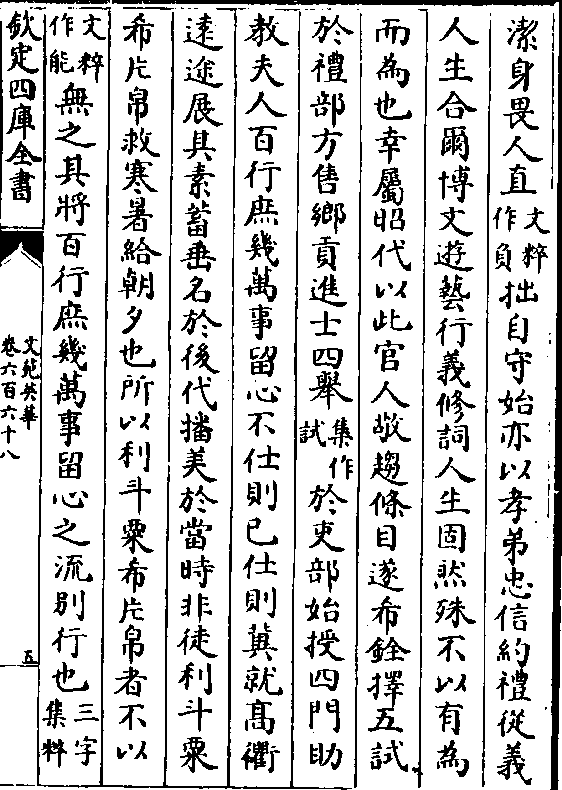 潔身畏人直文粹作負拙自守始亦以孝弟忠信約禮從義
人生合爾博文遊藝行義修詞人生固然殊不以有為
而為也幸屬昭代以此官人敢趨條目遂希銓擇五試
於禮部方售鄉貢進士四舉集作試於吏部始授四門助
教夫人百行庶幾萬事留心不仕則已仕則冀就高衢
遠途展其素蓄垂名於後代播美於當時非徒利斗粟
希片帛救寒暑給朝夕也所以利斗粟希片帛者不以
文粹作能無之具將百行庶幾萬事留心之流別行也三字集粹
欽定四庫全書
文苑英華
卷六百六十八
五